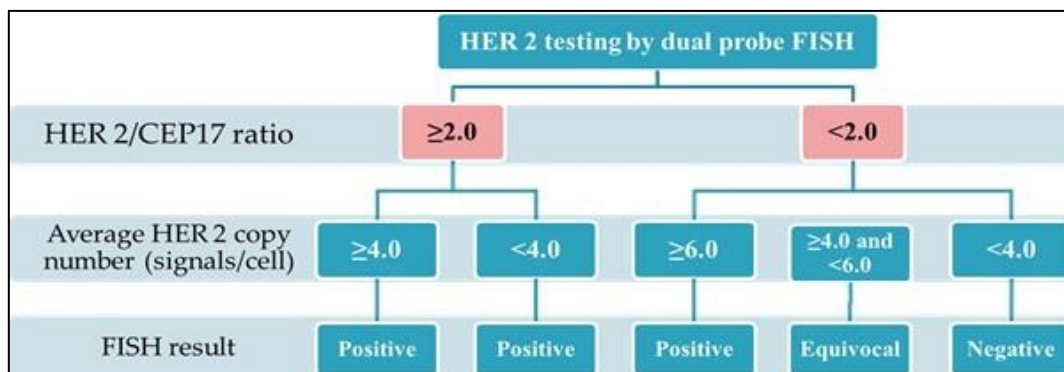 HER 2 testing by dual probe FISH
HER 2/CEP17 ratio
≥2.0
<2.0
Average HER 2 copy
number (signals/cell)
≥4.0
<4.0
≥6.0
≥4.0 and
<6.0
<4.0
FISH result
Positive
Positive
Positive
Equivocal
Negative